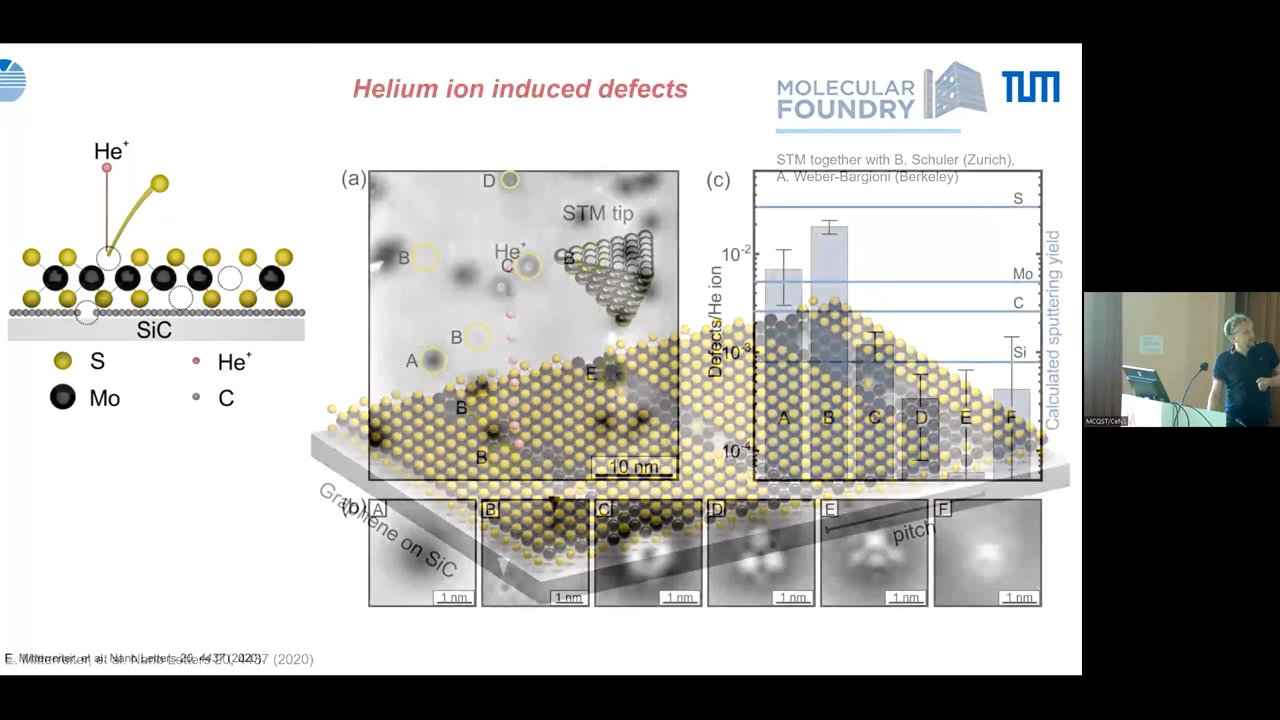 Helium ion induced defects
MOLECULAR
FOUNDRY
TUM
STM together with B. Schuler (Zurich),
A. Weber-Bargioni (Berkeley)
He+
SiC
S
He+
Mo
C
(a)
D
STM tip
B
He+
C
B
B
A
E
B
B
10 nm
(c)
Defects/He ion
10-2
10-3
10-4
S
Mo
C
Si
A
B
C
D
E
F
Calculated sputtering yield
Graphene on SiC
pitch
(b)
A
1 nm
B
1 nm
C
1 nm
D
1 nm
E
1 nm
F
1 nm
E. Mitterreiter, et al. Nano Letters 20, 4437 (2020)
MCQST/CeNS